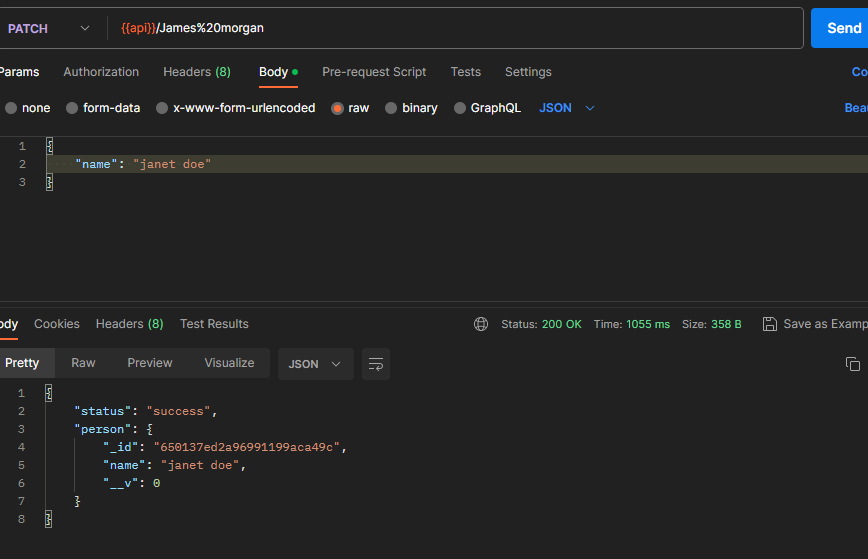 PATCH {{api}}/James%20morgan Send
Params Authorization Headers (8) Body Pre-request Script Tests Settings Co
none form-data x-www-form-urlencoded raw binary GraphQL JSON Beau
1 {
2 "name": "janet doe"
3 }
ody Cookies Headers (8) Test Results Status: 200 OK Time: 1055 ms Size: 358 B Save as Examp
Pretty Raw Preview Visualize JSON
1 {
2 "status": "success",
3 "person": {
4 "_id": "650137ed2a96991199aca49c",
5 "name": "janet doe",
6 "__v": 0
7 }
8 }